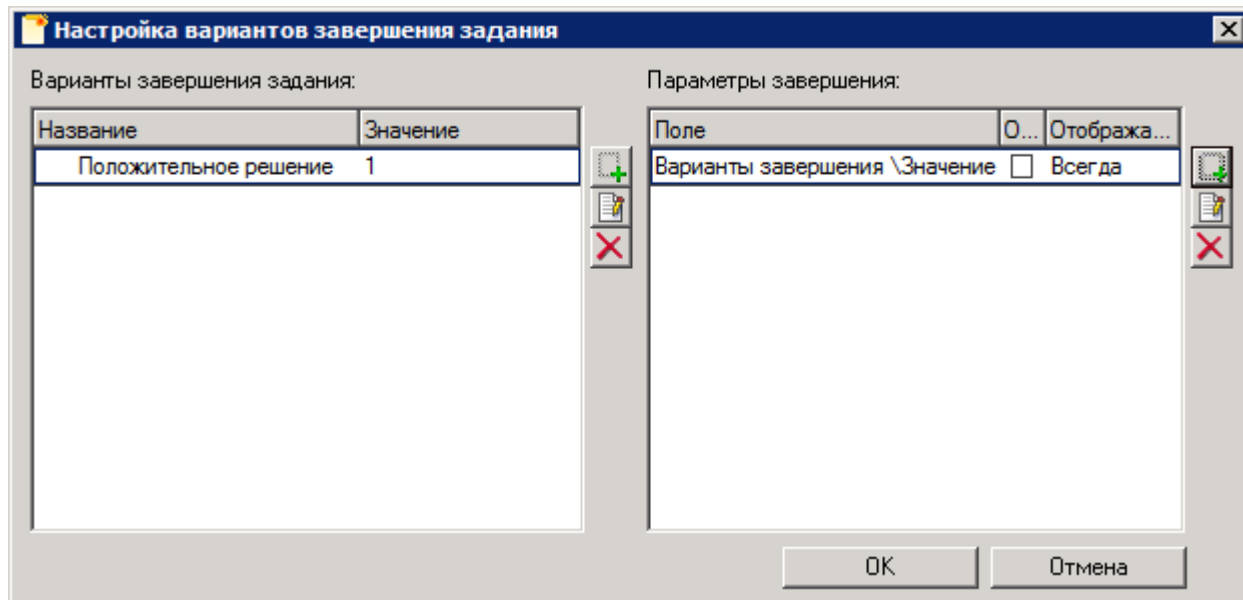 Настройка вариантов завершения задания
Варианты завершения задания:
Параметры завершения:
Название Значение
Поле О... Отобража...
Положительное решение 1
Варианты завершения \Значение Всегда
OK Отмена